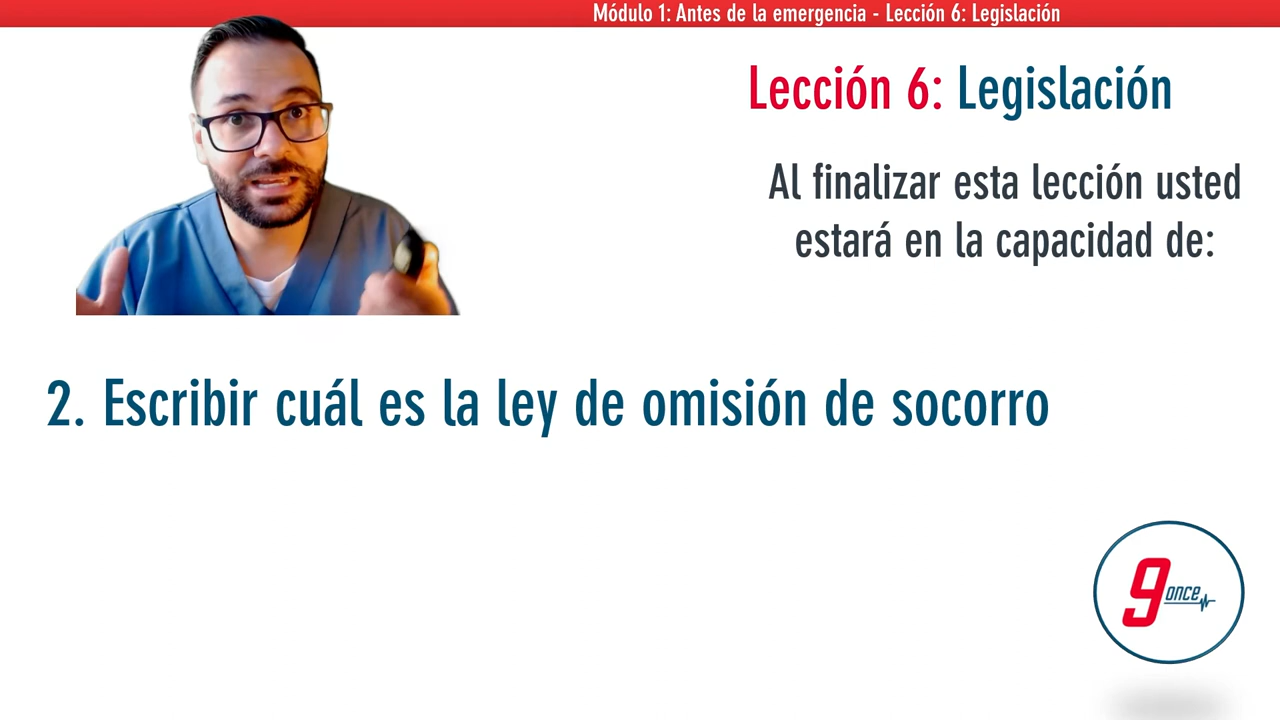 Módulo 1: Antes de la emergencia - Lección 6: Legislación
Lección 6: Legislación
Al finalizar esta lección usted
estará en la capacidad de:
2. Escribir cuál es la ley de omisión de socorro
9 once